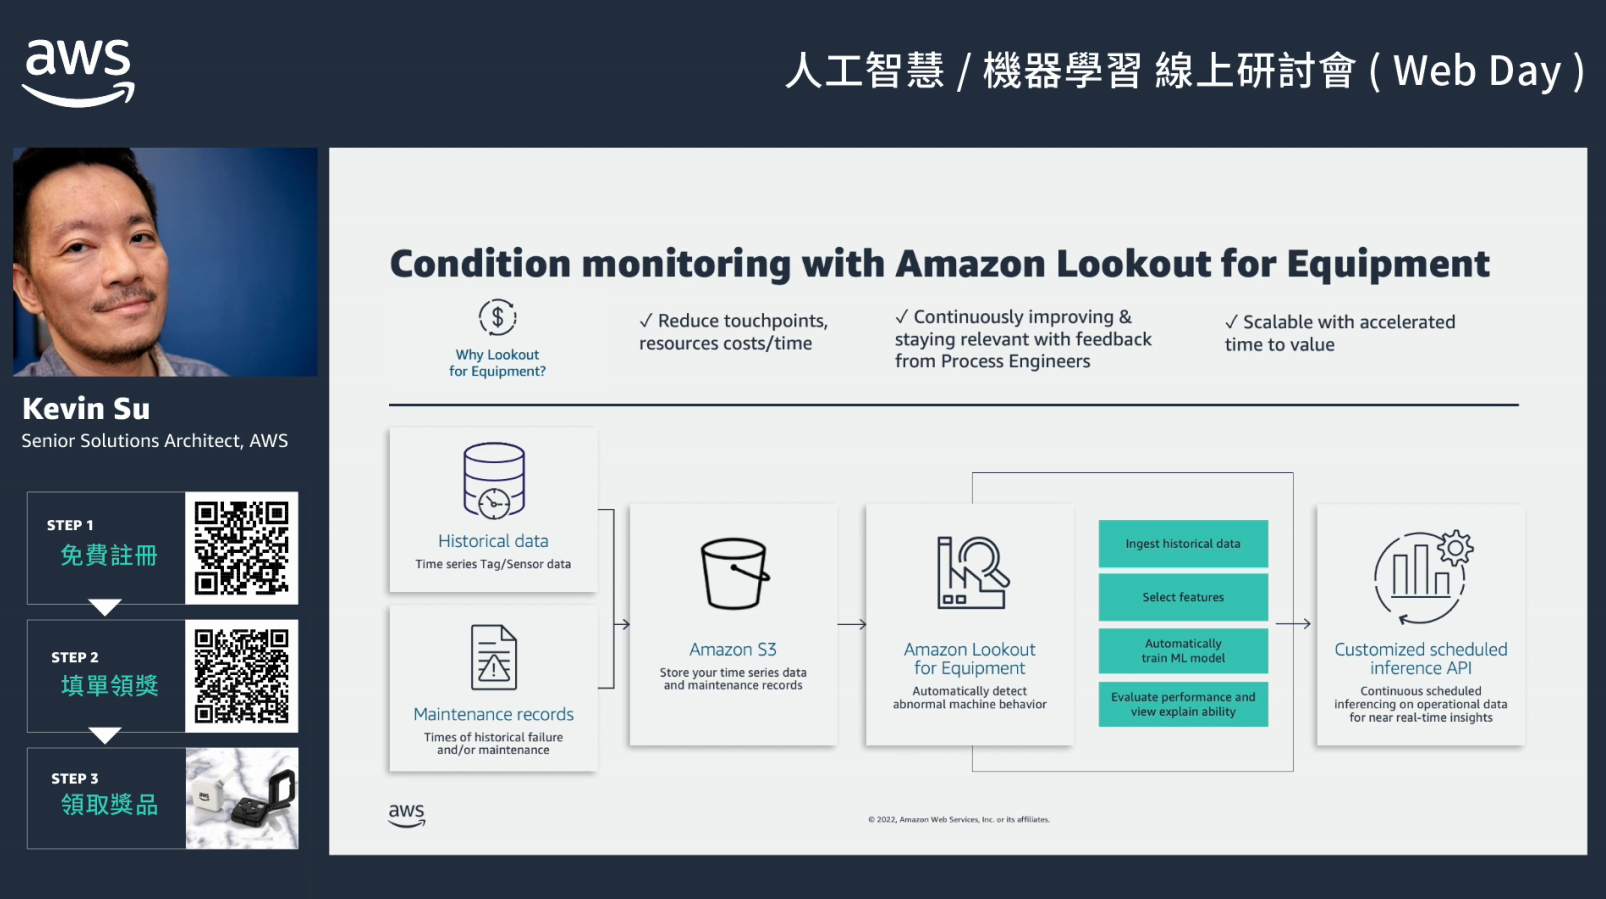 aws
人工智慧 / 機器學習 線上研討會 ( Web Day )
Kevin Su
Senior Solutions Architect, AWS
STEP 1
免費註冊
STEP 2
填單領獎
STEP 3
領取獎品
aws
Condition monitoring with Amazon Lookout for Equipment
Why Lookout
for Equipment?
✓ Reduce touchpoints,
resources costs/time
✓ Continuously improving &
staying relevant with feedback
from Process Engineers
✓ Scalable with accelerated
time to value
Historical data
Time series Tag/Sensor data
Maintenance records
Times of historical failure
and/or maintenance
Amazon S3
Store your time series data
and maintenance records
Amazon Lookout
for Equipment
Automatically detect
abnormal machine behavior
Ingest historical data
Select features
Automatically
train ML model
Evaluate performance and
view explain ability
Customized scheduled
inference API
Continuous scheduled
inferencing on operational data
for near real-time insights
aws
© 2022, Amazon Web Services, Inc. or its affiliates.